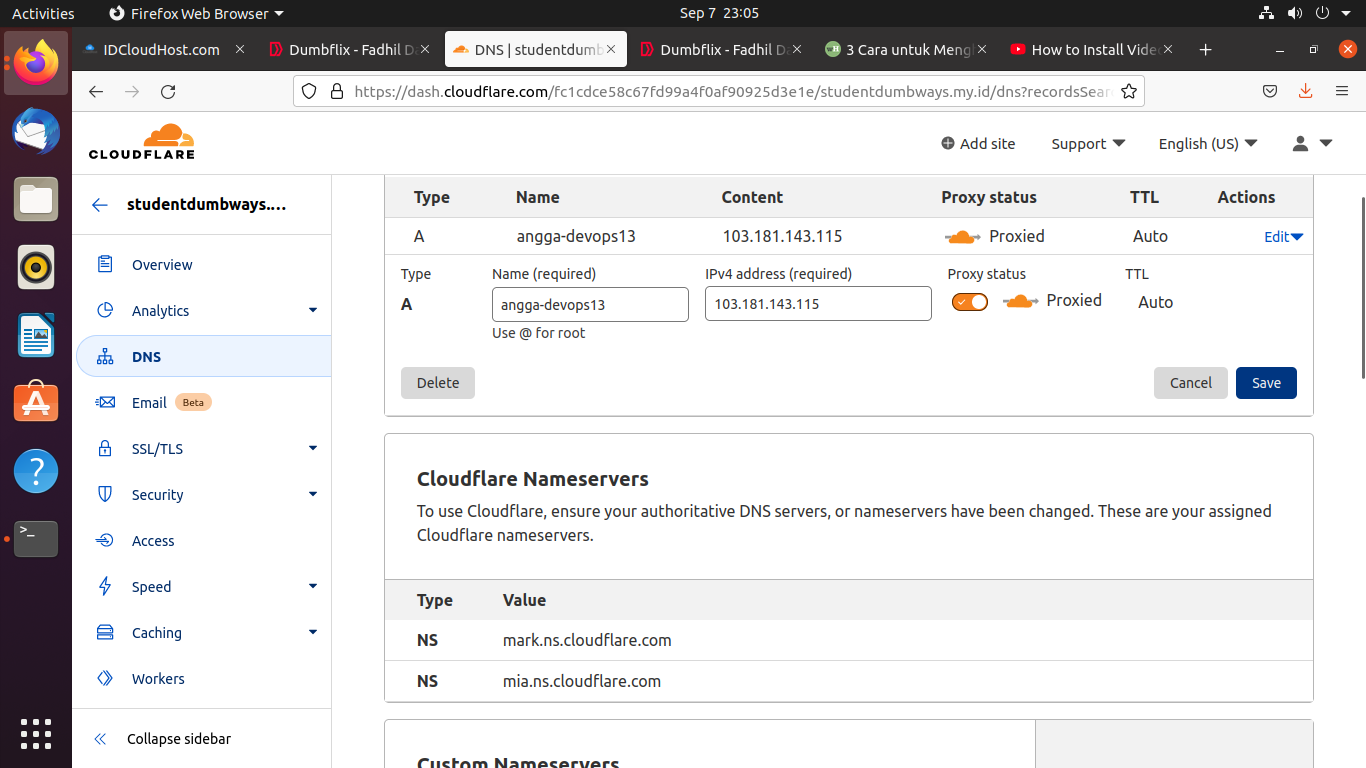 Activities Firefox Web Browser Sep 7 23:05
IDCloudHost.com Dumbflix - Fadhil Da DNS | studentdumb Dumbflix - Fadhil Da 3 Cara untuk Meng How to Install Vide
https://dash.cloudflare.com/fc1cdce58c67fd99a4f0af90925d3e1e/studentdumbways.my.id/dns?recordsSear
CLOUDFLARE
Add site Support English (US)
studentdumbways....
Overview
Analytics
DNS
Email Beta
SSL/TLS
Security
Access
Speed
Caching
Workers
Collapse sidebar
Type Name Content Proxy status TTL Actions
A angga-devops13 103.181.143.115 Proxied Auto Edit
Type Name (required) IPv4 address (required) Proxy status TTL
A angga-devops13 103.181.143.115 Proxied Auto
Use @ for root
Delete Cancel Save
Cloudflare Nameservers
To use Cloudflare, ensure your authoritative DNS servers, or nameservers have been changed. These are your assigned
Cloudflare nameservers.
Type Value
NS mark.ns.cloudflare.com
NS mia.ns.cloudflare.com
Custom Nameservers